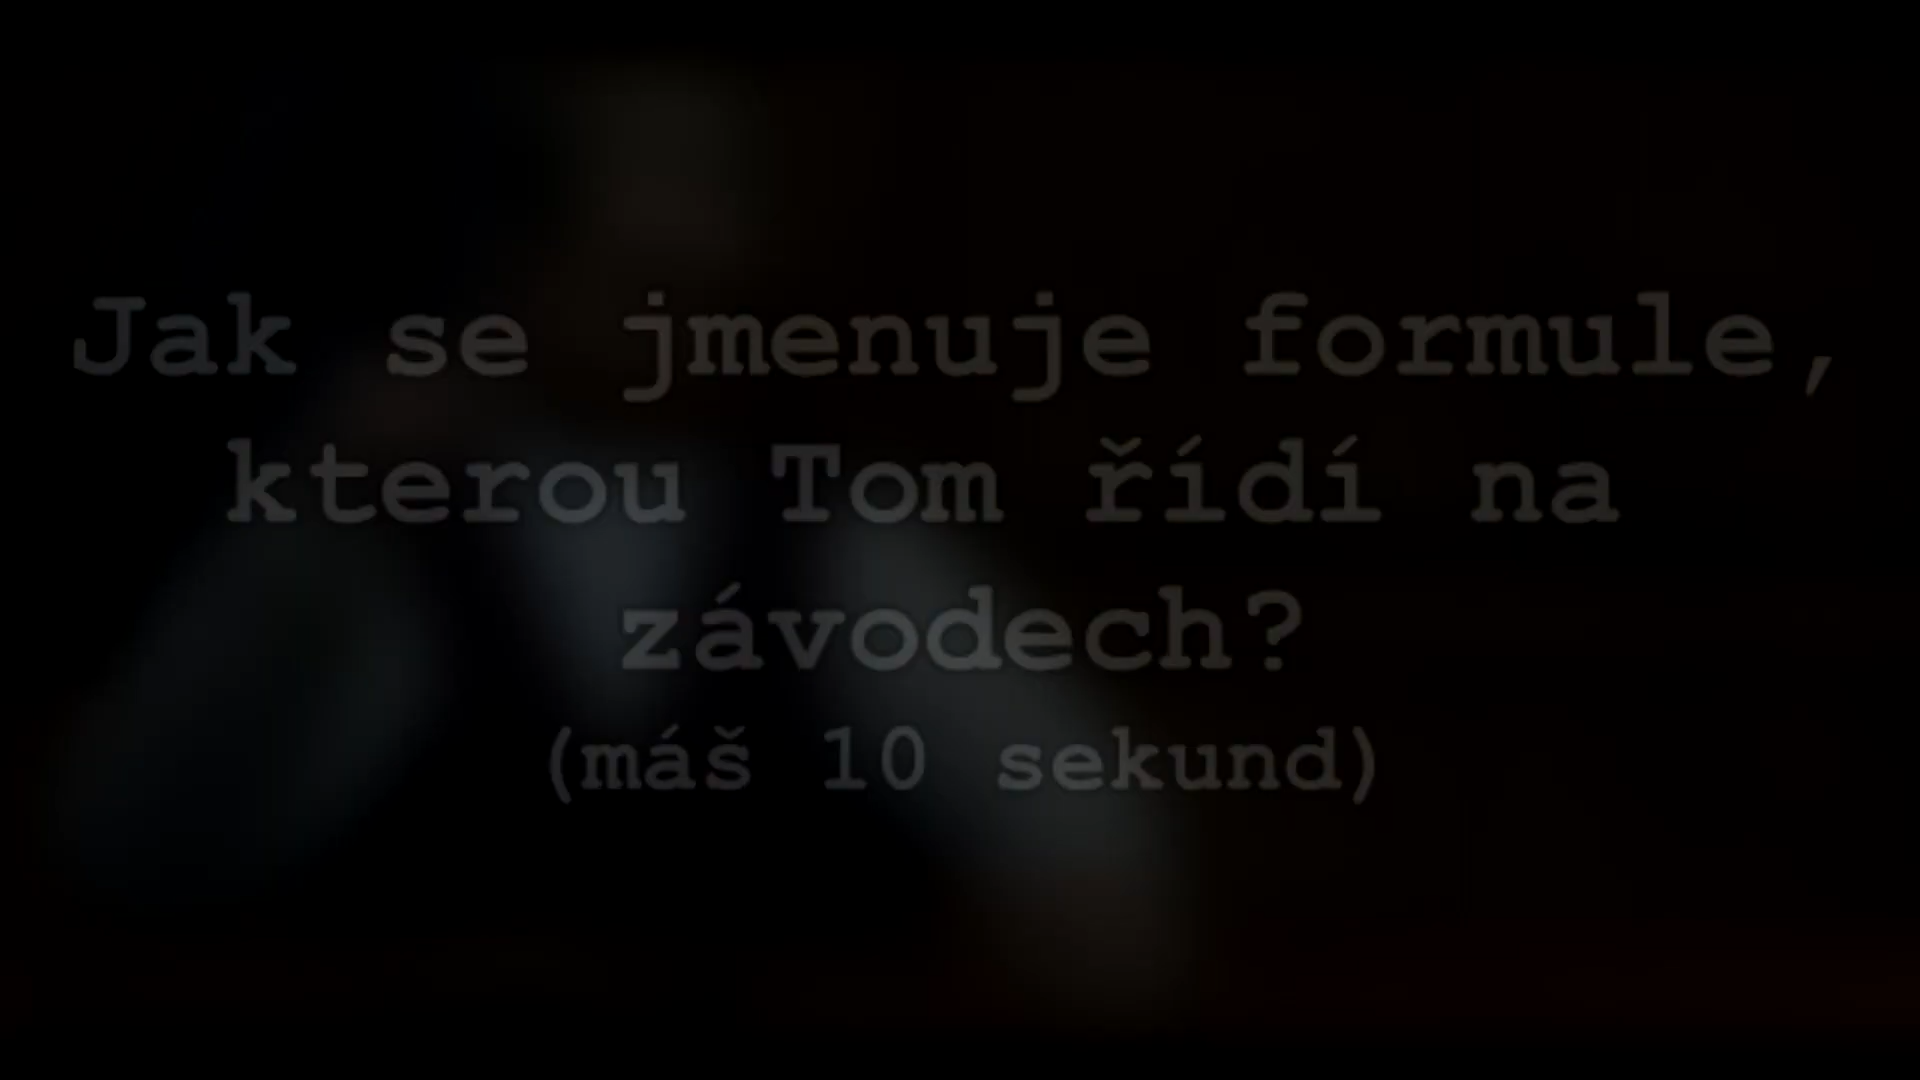 Jak se jmenuje formule,
kterou Tom řídí na
závodech?
(máš 10 sekund)